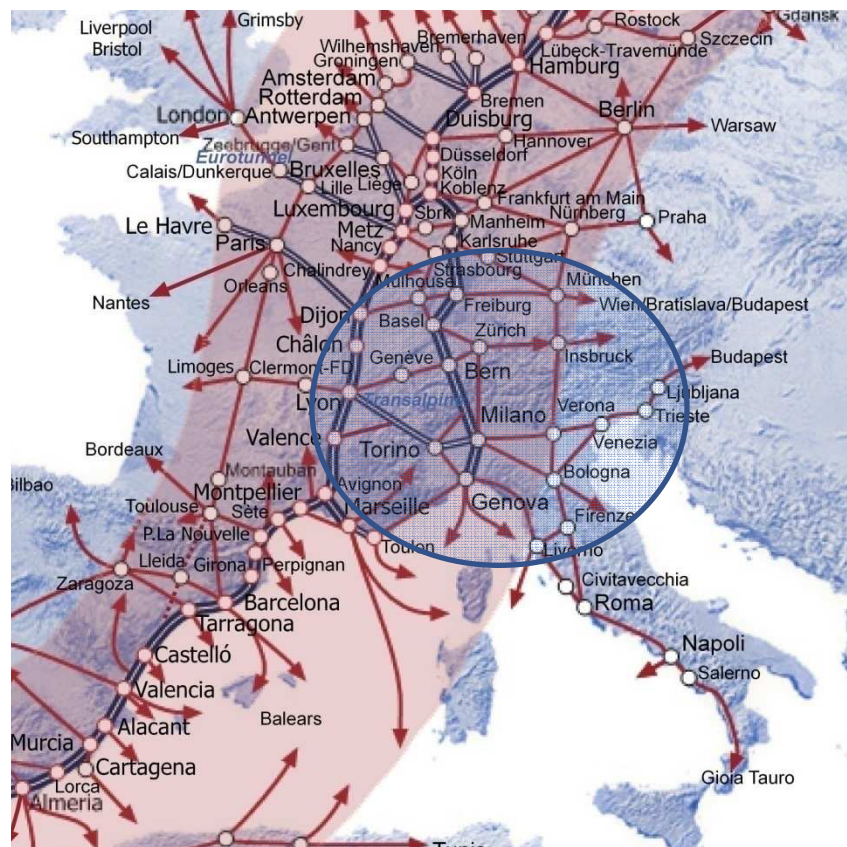 Grimsby
Liverpool
Bristol
Bremerhaven
Rostock
Gdansk
Wilhemshaven
Groningen
Lübeck-Travemünde
Szczecin
Amsterdam
Hamburg
Rotterdam
Bremen
London
Antwerpen
Duisburg
Berlin
Warsaw
Southampton
Zeebrugge/Gent
Hannover
Eurotunnel
Düsseldorf
Calais/Dunkerque
Bruxelles
Köln
Lille
Liège
Koblenz
Frankfurt am Main
Luxembourg
Sbrk
Manheim
Nürnberg
Praha
Le Havre
Metz
Paris
Nancy
Karlsruhe
Stuttgart
Chalindrey
Strasbourg
Orleans
Mulhouse
München
Nantes
Freiburg
Wien/Bratislava/Budapest
Dijon
Basel
Châlon
Zürich
Genève
Insbruck
Budapest
Limoges
Clermont-FD
Bern
Ljubljana
Lyon
Transalpine
Verona
Milano
Trieste
Valence
Venezia
Bordeaux
Torino
Montauban
Bologna
Bilbao
Avignon
Montpellier
Genova
Toulouse
Sète
Marseille
Firenze
P.La Nouvelle
Toulon
Livorno
Lleida
Girona
Perpignan
Zaragoza
Civitavecchia
Barcelona
Roma
Tarragona
Castelló
Napoli
Salerno
Valencia
Balears
Alacant
Murcia
Cartagena
Gioia Tauro
Lorca
Almeria